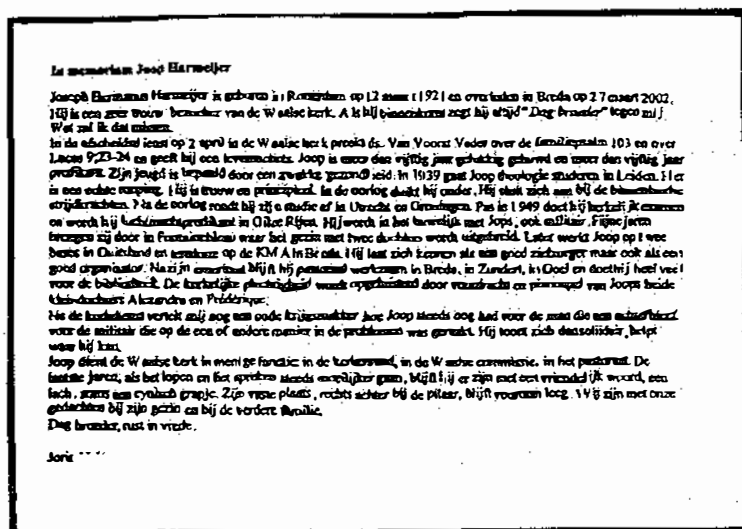 In memoriam Joop Harmeijer
Joseph Hermanus Harmeijer is geboren in Rotterdam op 12 maart 1921 en overleden in Breda op 27 maart 2002.
Hij is een zeer trouw bezoeker van de Waalse kerk. Als hij binnenkomt zegt hij altijd "Dag broeder" tegen mij.
Wat zal ik dat missen.
In de afscheidsdienst op 2 april in de Waalse kerk preekt ds. Van Voorst Vader over de familiepsalm 103 en over
Lucas 9,23-24 en geeft hij een levensschets. Joop is meer dan vijftig jaar gelukkig gehuwd en meer dan vijftig jaar
predikant. Zijn jeugd is bepaald door een zwakke gezondheid. In 1939 gaat Joop theologie studeren in Leiden. Het
is een echte roeping. Hij is trouw en principieel. In de oorlog duikt hij onder. Hij sluit zich aan bij de binnenlandse
strijdkrachten. Na de oorlog rondt hij zijn studie af in Utrecht en Groningen. Pas in 1949 doet hij kerkelijk examen
en wordt hij luchtmachtpredikant in Gilze Rijen. Hij wordt in het huwelijk met Jops, ook militair. Fijne jaren
brengen zij door in Fontainebleau waar het gezin met twee dochters wordt uitgebreid. Later werkt Joop op twee
bases in Duitsland en tenslotte op de KMA in Breda. Hij laat zich kennen als een goed zielzorger maar ook als een
goed organisator. Na zijn emeritaat blijft hij pastoraal werkzaam in Breda, in Zundert, in Goel en doet hij heel veel
voor de bibliotheek. De kerkelijke plechtigheid wordt opgeluisterd door voordracht en pianospel van Joops beide
kleindochters Alexandra en Frédérique.
Na de kerkdienst vertelt mij nog een oude krijgsmakker hoe Joop steeds oog had voor de man die een
voor de militair die op de een of andere manier in de problemen was geraakt. Hij toont zich dan solidair, helpt
waar hij kan.
Joop dient de Waalse kerk in menige functie in de kerkenraad, in de Waalse commissie, in het pastoraat. De
laatste jaren, als het lopen en het spreken steeds moeilijker gaan, blijft hij er zijn met een vriendelijk woord, een
lach, soms een cynisch grapje. Zijn vaste plaats, rechts achter bij de pilaar, blijft voortaan leeg. Wij zijn met onze
gedachten bij zijn gezin en bij de verdere familie.
Dag broeder, rust in vrede.
Joris